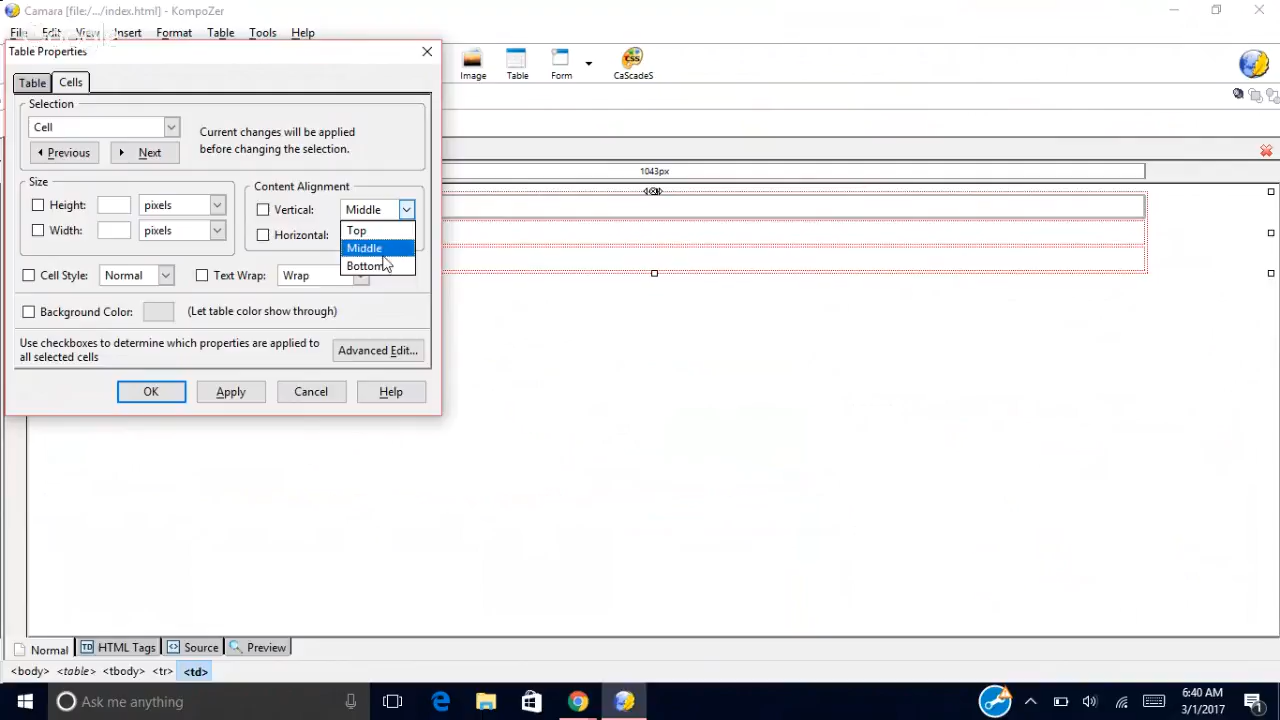 Camara [file:/.../index.html] - KompoZer
File Edit View Insert Format Table Tools Help
Table Properties
Image Table Form CaScadeS
Table Cells
Selection
Cell
Current changes will be applied
before changing the selection.
Previous Next
1043px
Size
Content Alignment
Height: pixels
Vertical: Middle
Width: pixels
Horizontal:
Top
Middle
Bottom
Cell Style: Normal
Text Wrap: Wrap
Background Color: (Let table color show through)
Use checkboxes to determine which properties are applied to
all selected cells
Advanced Edit...
OK Apply Cancel Help
Normal HTML Tags Source Preview
<body> <table> <tbody> <tr> <td>
Ask me anything
6:40 AM
3/1/2017